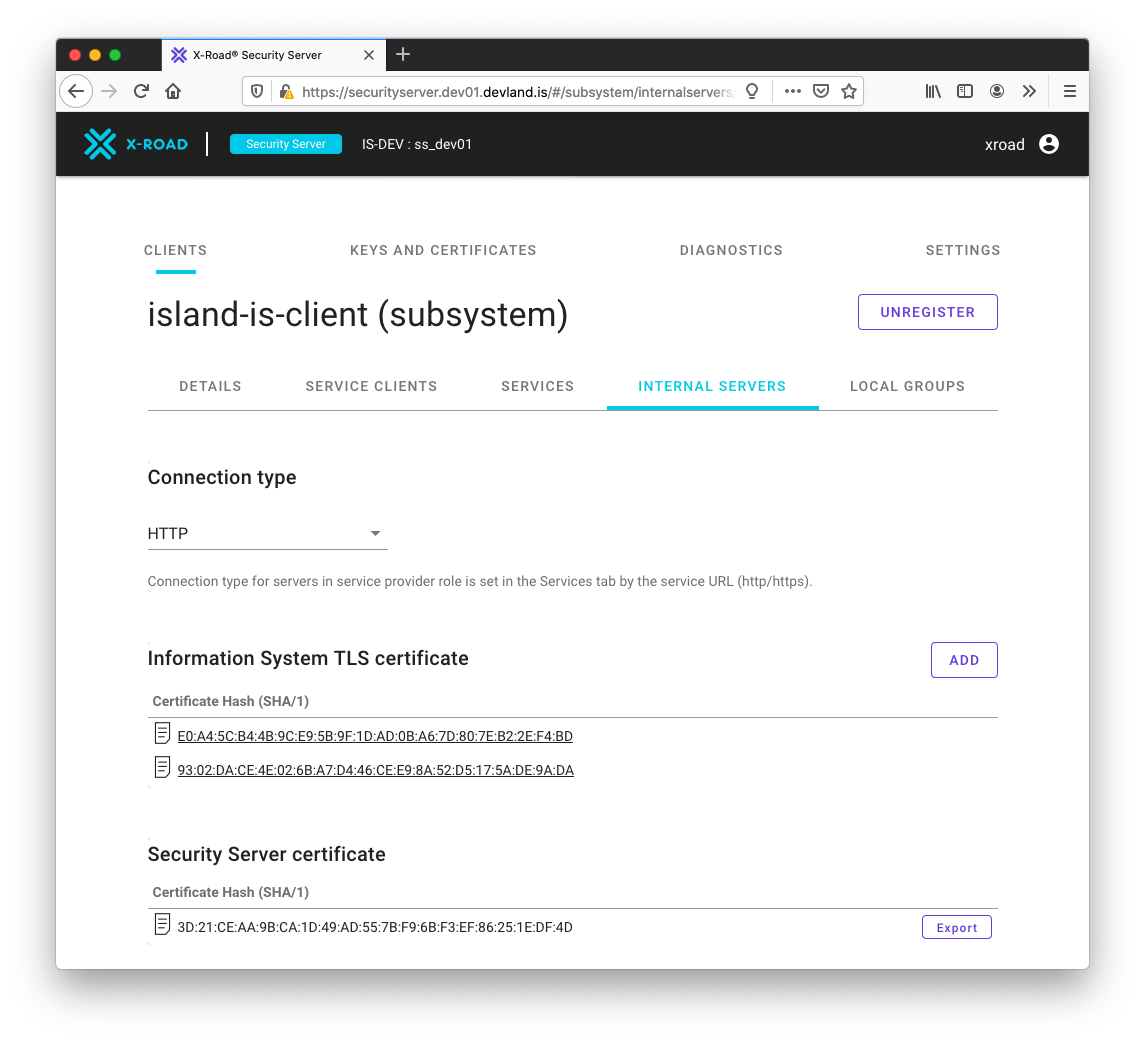 X-Road® Security Server
https://securityserver.dev01.devland.is/#/subsystem/internalservers/
X-ROAD
Security Server
IS-DEV : ss_dev01
xroad
CLIENTS
KEYS AND CERTIFICATES
DIAGNOSTICS
SETTINGS
island-is-client (subsystem)
UNREGISTER
DETAILS
SERVICE CLIENTS
SERVICES
INTERNAL SERVERS
LOCAL GROUPS
Connection type
HTTP
Connection type for servers in service provider role is set in the Services tab by the service URL (http/https).
Information System TLS certificate
ADD
Certificate Hash (SHA/1)
E0:A4:5C:B4:4B:9C:E9:5B:9F:1D:AD:0B:A6:7D:80:7E:B2:2E:F4:BD
93:02:DA:CE:4E:02:6B:A7:D4:46:CE:E9:8A:52:D5:17:5A:DE:9A:DA
Security Server certificate
Certificate Hash (SHA/1)
3D:21:CE:AA:9B:CA:1D:49:AD:55:7B:F9:6B:F3:EF:86:25:1E:DF:4D
Export